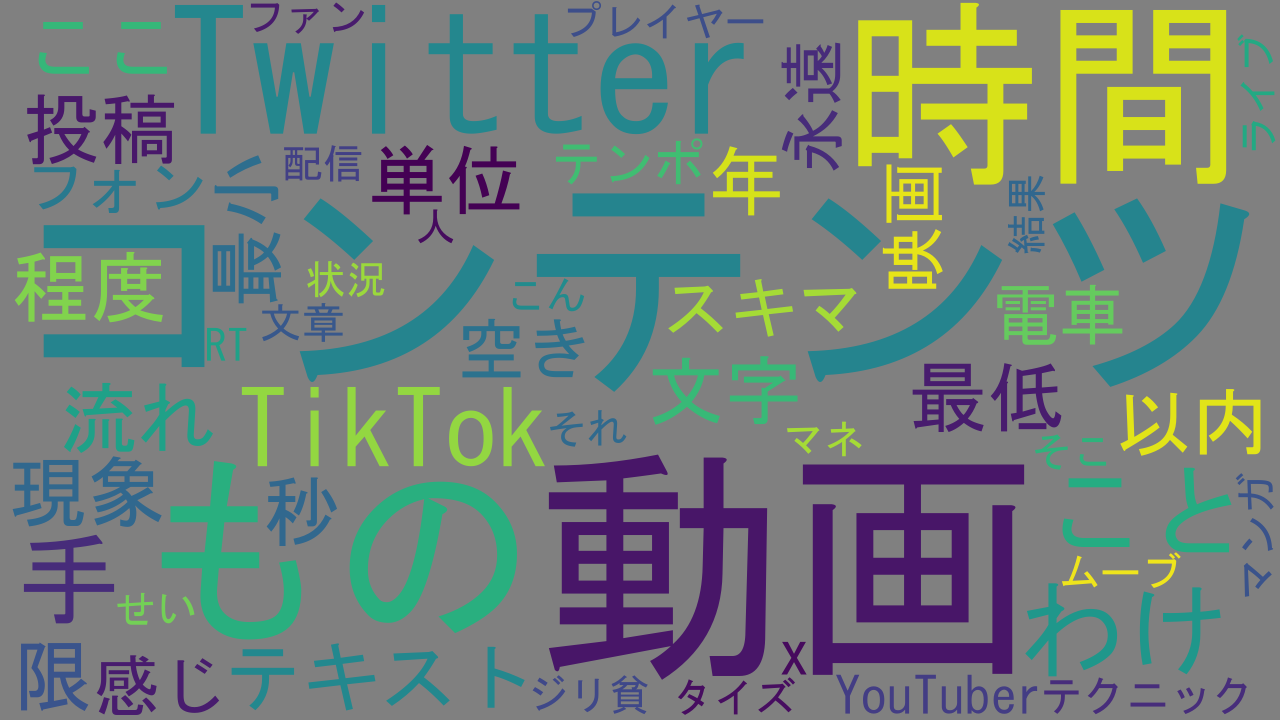 ここ
Twitter
ファン
プレイヤー
永遠
時間
ライブ
投稿
配信
単位
テンポ
年
映画
結果
フォン
最小
人
コンテンツ
程度
状況
文章
RT
こん
空き
スキマ
電車
流れ
TikTok
それ
文字
マネ
最低
以内
現象
秒
もの
動画
そこ
こと
マンガ
手
せい
ムーブ
わけ
限
感じ
テキスト
ジリ貧
タイズ
X
YouTuber
テクニック